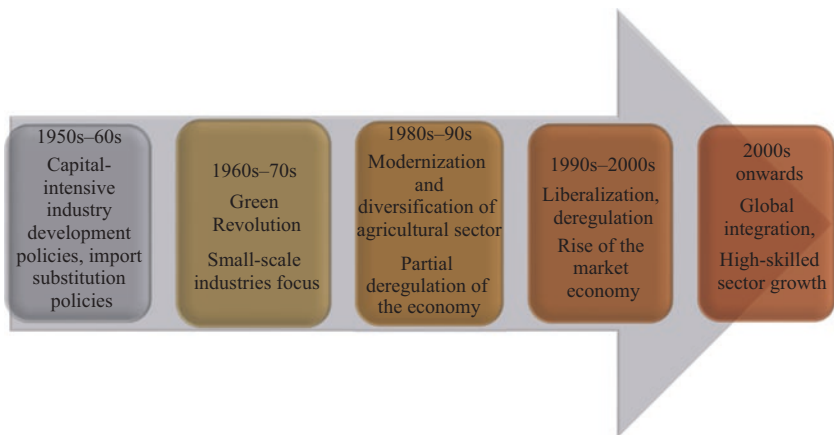 1950s–60s
Capital-
intensive
industry
development
policies, import
substitution
policies
1960s–70s
Green
Revolution
Small-scale
industries focus
1980s–90s
Modernization
and
diversification of
agricultural sector
Partial
deregulation of
the economy
1990s–2000s
Liberalization,
deregulation
Rise of the
market
economy
2000s
onwards
Global
integration,
High-skilled
sector growth